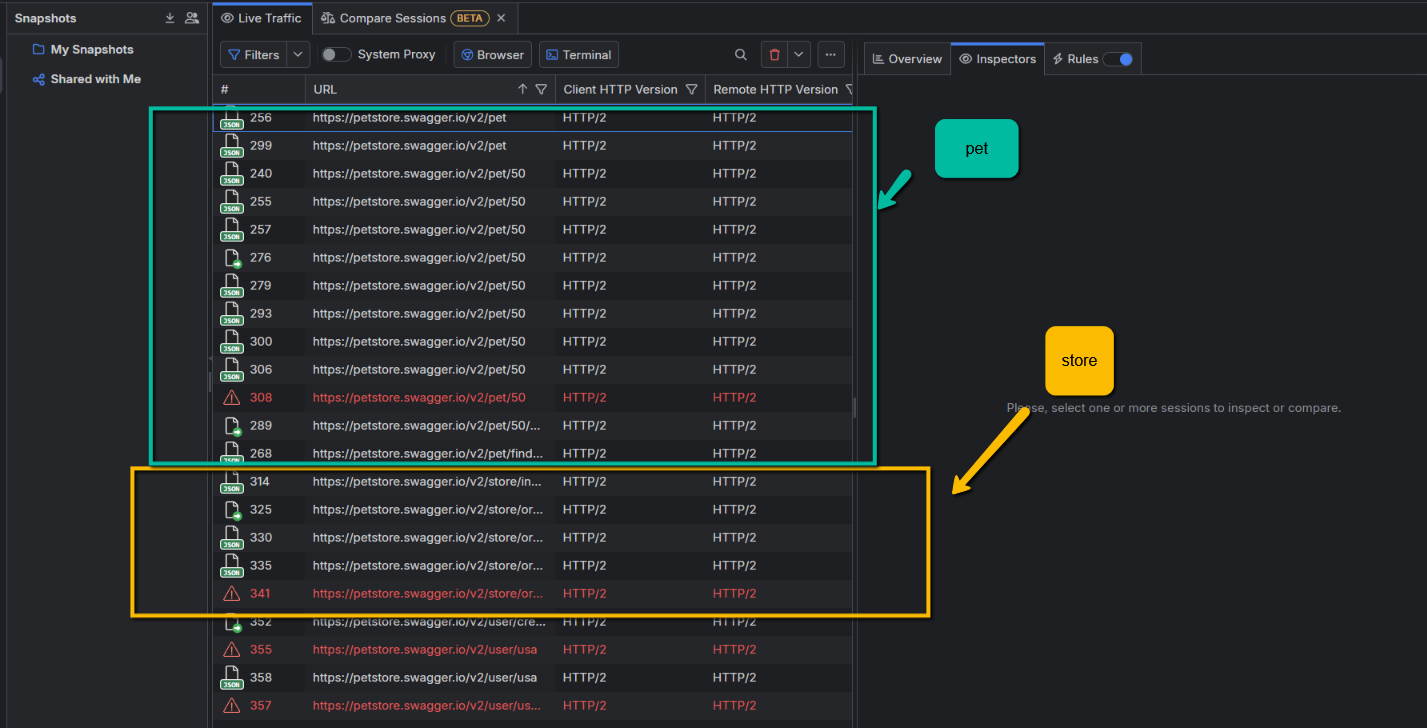 Snapshots
My Snapshots
Shared with Me
Live Traffic
Compare Sessions BETA
Filters
System Proxy
Browser
Terminal
# URL Client HTTP Version Remote HTTP Version
JSON 256 https://petstore.swagger.io/v2/pet HTTP/2 HTTP/2
JSON 299 https://petstore.swagger.io/v2/pet HTTP/2 HTTP/2
JSON 240 https://petstore.swagger.io/v2/pet/50 HTTP/2 HTTP/2
JSON 255 https://petstore.swagger.io/v2/pet/50 HTTP/2 HTTP/2
JSON 257 https://petstore.swagger.io/v2/pet/50 HTTP/2 HTTP/2
276 https://petstore.swagger.io/v2/pet/50 HTTP/2 HTTP/2
JSON 279 https://petstore.swagger.io/v2/pet/50 HTTP/2 HTTP/2
JSON 293 https://petstore.swagger.io/v2/pet/50 HTTP/2 HTTP/2
JSON 300 https://petstore.swagger.io/v2/pet/50 HTTP/2 HTTP/2
JSON 306 https://petstore.swagger.io/v2/pet/50 HTTP/2 HTTP/2
308 https://petstore.swagger.io/v2/pet/50 HTTP/2 HTTP/2
289 https://petstore.swagger.io/v2/pet/50/... HTTP/2 HTTP/2
JSON 268 https://petstore.swagger.io/v2/pet/find... HTTP/2 HTTP/2
JSON 314 https://petstore.swagger.io/v2/store/in... HTTP/2 HTTP/2
325 https://petstore.swagger.io/v2/store/or... HTTP/2 HTTP/2
JSON 330 https://petstore.swagger.io/v2/store/or... HTTP/2 HTTP/2
JSON 335 https://petstore.swagger.io/v2/store/or... HTTP/2 HTTP/2
341 https://petstore.swagger.io/v2/store/or... HTTP/2 HTTP/2
352 https://petstore.swagger.io/v2/user/cre... HTTP/2 HTTP/2
355 https://petstore.swagger.io/v2/user/usa HTTP/2 HTTP/2
JSON 358 https://petstore.swagger.io/v2/user/usa HTTP/2 HTTP/2
357 https://petstore.swagger.io/v2/user/us... HTTP/2 HTTP/2
Overview
Inspectors
Rules
pet
store
Please, select one or more sessions to inspect or compare.